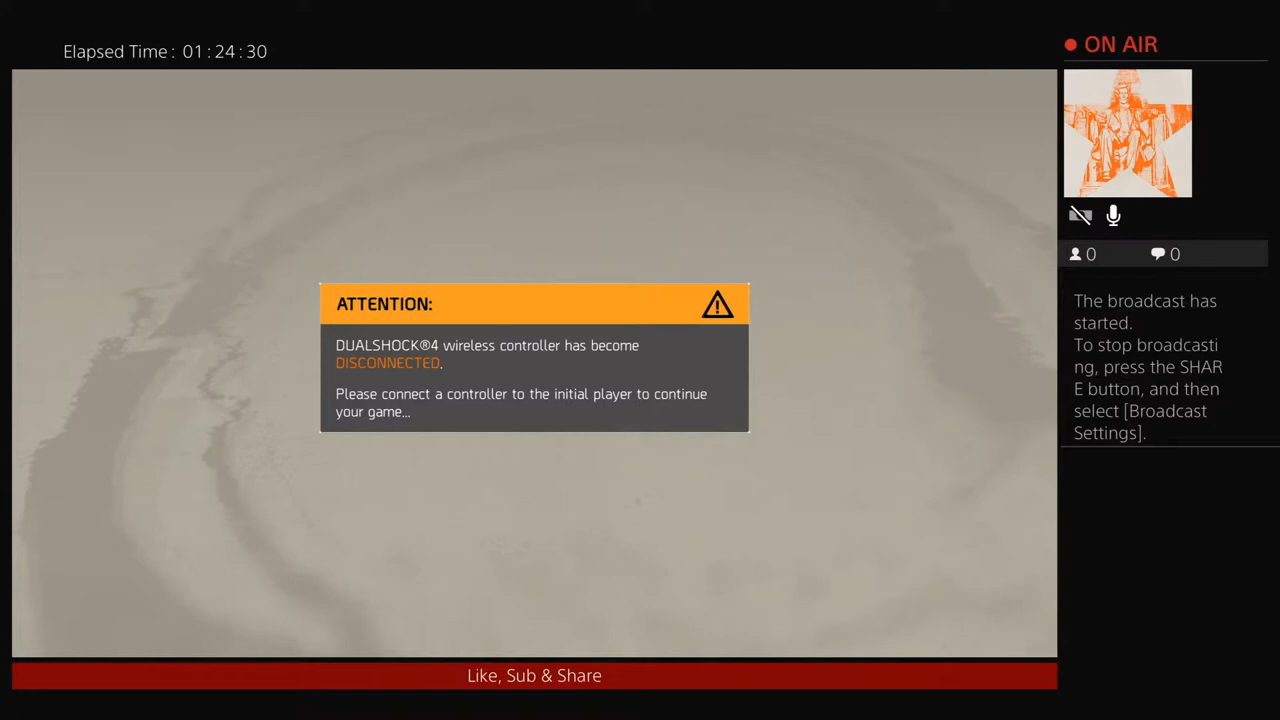 Elapsed Time: 01:24:30
ON AIR
0
0
The broadcast has
started.
To stop broadcasti
ng, press the SHAR
E button, and then
select [Broadcast
Settings].
ATTENTION:
DUALSHOCK®4 wireless controller has become
DISCONNECTED.
Please connect a controller to the initial player to continue
your game...
Like, Sub & Share